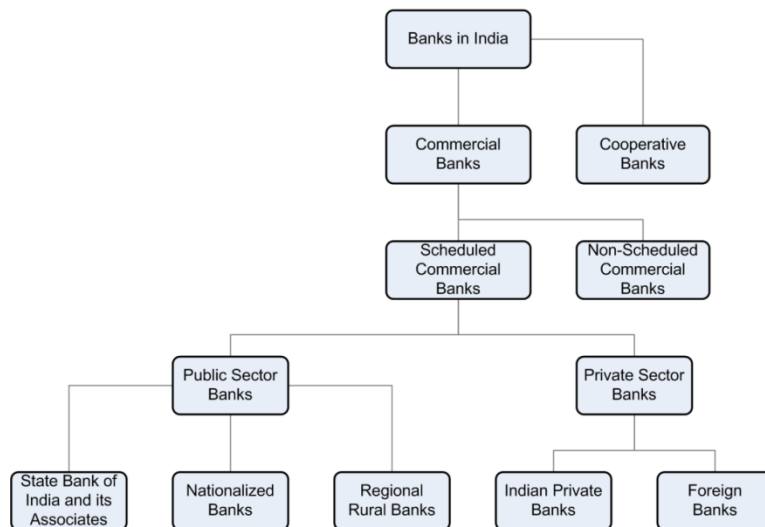 Banks in India
Commercial
Banks
Cooperative
Banks
Scheduled
Commercial
Banks
Non-Scheduled
Commercial
Banks
Public Sector
Banks
Private Sector
Banks
State Bank of
India and its
Associates
Nationalized
Banks
Regional
Rural Banks
Indian Private
Banks
Foreign
Banks